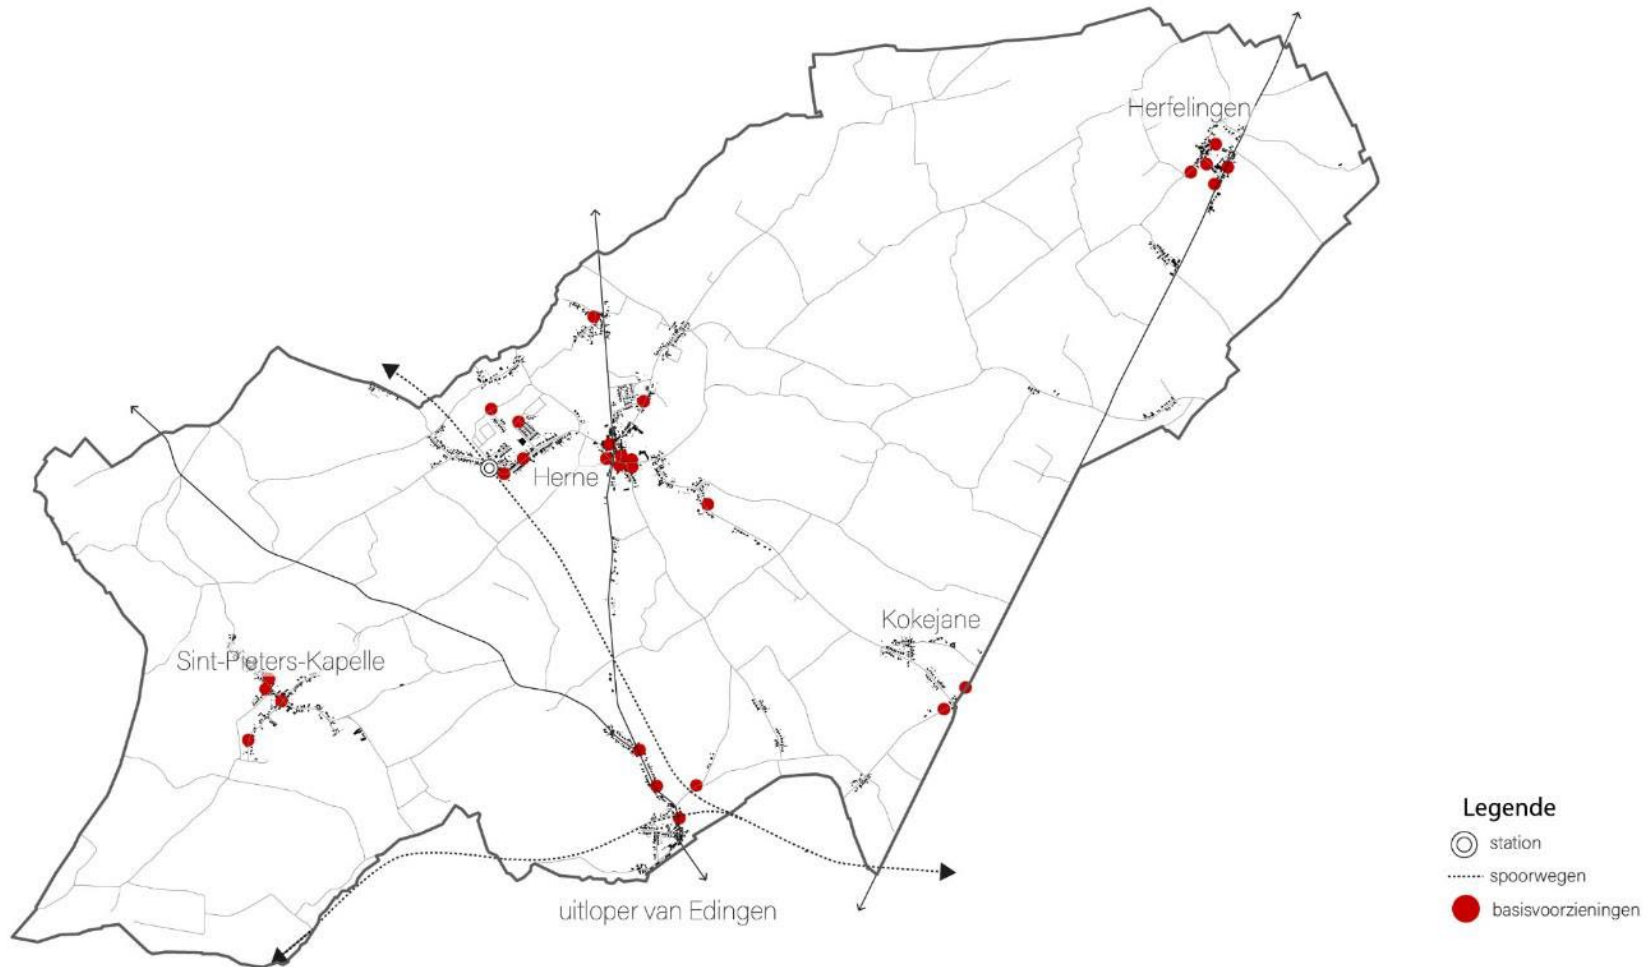 Herfelingen
Herne
Kokejane
Sint-Pieters-Kapelle
uitloper van Edingen
Legende
station
spoorwegen
basisvoorzieningen